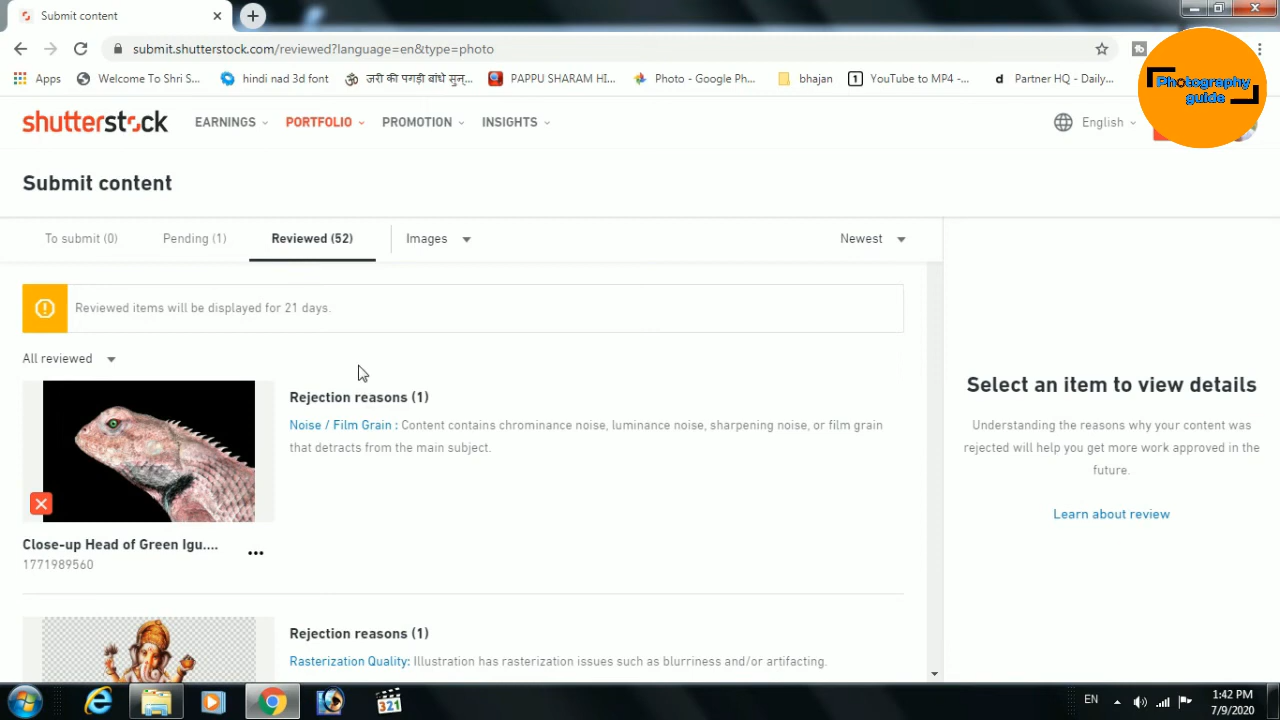 Submit content
submit.shutterstock.com/reviewed?language=en&type=photo
Apps
Welcome To Shri S...
hindi nad 3d font
जरी की पगड़ी बांधे सुन्...
PAPPU SHARAM HI...
Photo - Google Ph...
bhajan
YouTube to MP4 -...
Partner HQ - Daily...
Photography
guide
shutterstock
EARNINGS
PORTFOLIO
PROMOTION
INSIGHTS
English
Submit content
To submit (0)
Pending (1)
Reviewed (52)
Images
Newest
Reviewed items will be displayed for 21 days.
All reviewed
Rejection reasons (1)
Noise / Film Grain : Content contains chrominance noise, luminance noise, sharpening noise, or film grain
that detracts from the main subject.
Close-up Head of Green Igu....
1771989560
Rejection reasons (1)
Rasterization Quality: Illustration has rasterization issues such as blurriness and/or artifacting.
Select an item to view details
Understanding the reasons why your content was
rejected will help you get more work approved in the
future.
Learn about review
321
EN
1:42 PM
7/9/2020